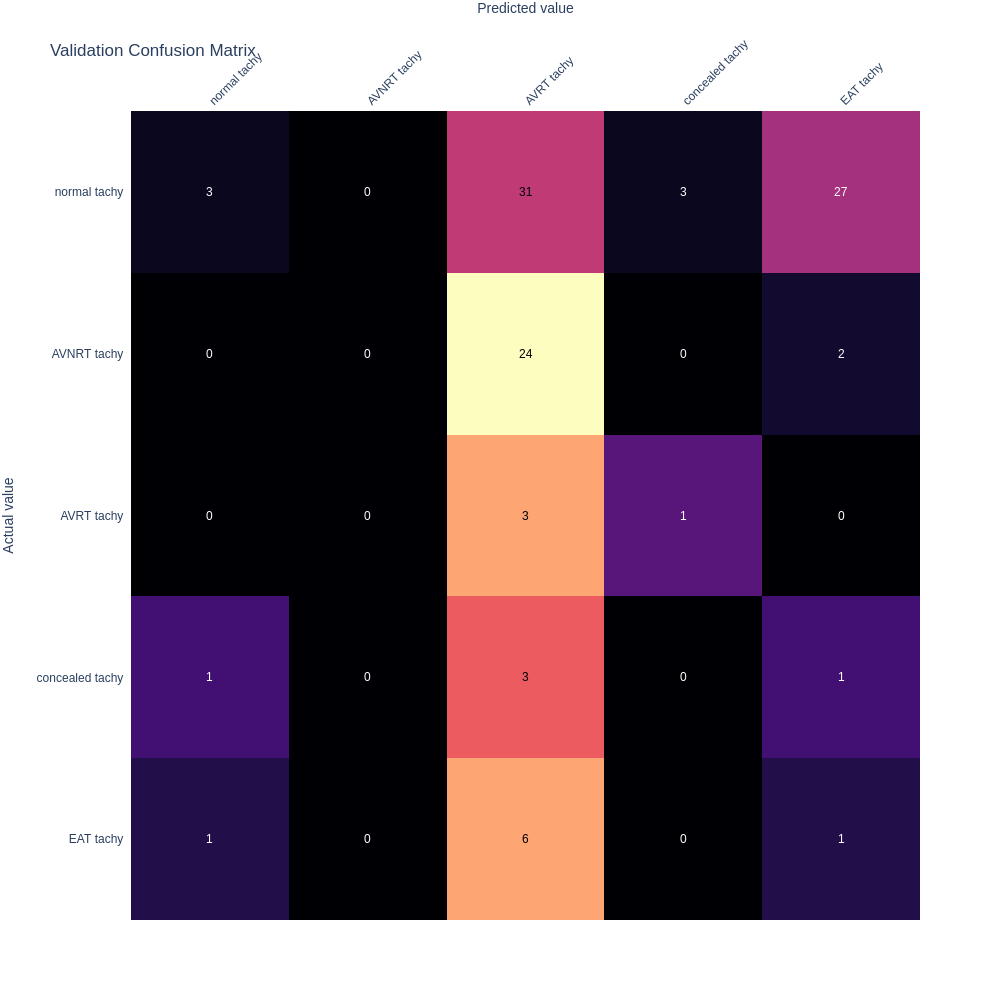 Predicted value
Validation Confusion Matrix
normal tachy AVNRT tachy AVRT tachy concealed tachy EAT tachy
normal tachy 3 0 31 3 27
AVNRT tachy 0 0 24 0 2
AVRT tachy 0 0 3 1 0
concealed tachy 1 0 3 0 1
EAT tachy 1 0 6 0 1
Actual value